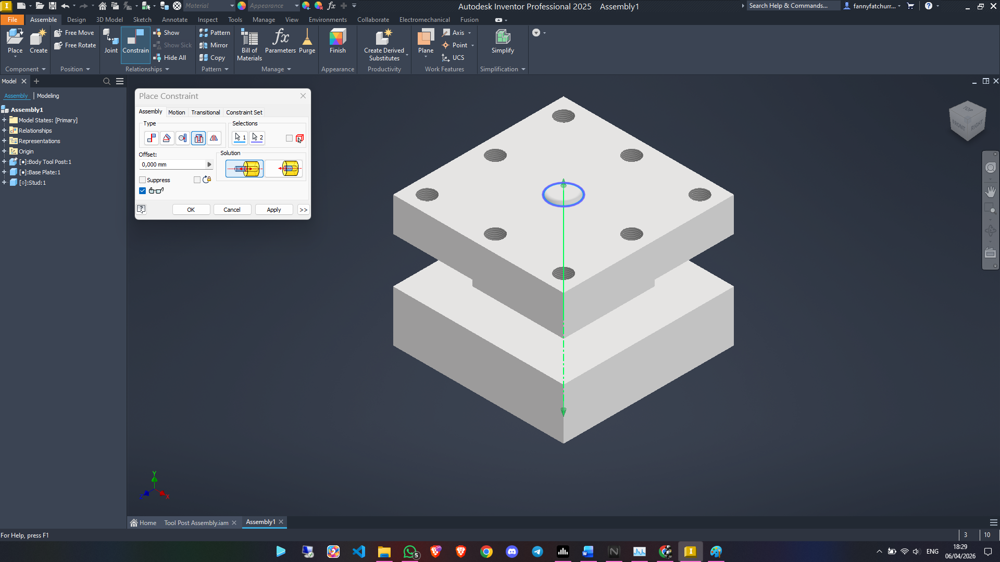 Material
Appearance
Autodesk Inventor Professional 2025 Assembly1
Search Help & Commands...
fannyfatchurr...
File Assemble Design 3D Model Sketch Annotate Inspect Tools Manage View Environments Collaborate Electromechanical Fusion
Place
Create
Free Move
Free Rotate
Joint
Constrain
Show
Show Sick
Hide All
Pattern
Mirror
Copy
Bill of
Materials
Parameters
Purge
Finish
Create Derived
Substitutes
Plane
Axis
Point
UCS
Simplify
Component
Position
Relationships
Pattern
Manage
Appearance
Productivity
Work Features
Simplification
Model
Assembly | Modeling
Assembly1
Model States: [Primary]
Relationships
Representations
Origin
[●]:Body Tool Post:1
[●]:Base Plate:1
[○]:Stud:1
Place Constraint
Assembly Motion Transitional Constraint Set
Type
Selections
1
2
Offset:
0,000 mm
Solution
Suppress
OK
Cancel
Apply
>>
TOP
FRONT
RIGHT
Y
Z
X
Home
Tool Post Assembly.iam
Assembly1
For Help, press F1
3
10
5
ENG
18:29
06/04/2026